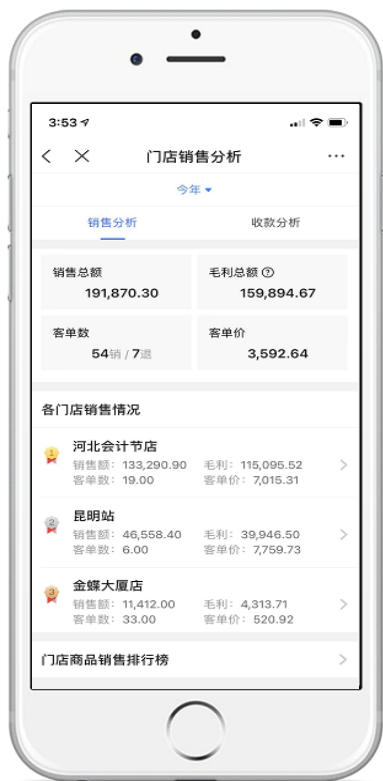 3:53
门店销售分析
今年
销售分析 收款分析
销售总额 毛利总额 ?
191,870.30 159,894.67
客单数 客单价
54销 / 7退 3,592.64
各门店销售情况
1 河北会计节店
销售额: 133,290.90 毛利: 115,095.52
客单数: 19.00 客单价: 7,015.31
2 昆明站
销售额: 46,558.40 毛利: 39,946.50
客单数: 6.00 客单价: 7,759.73
3 金蝶大厦店
销售额: 11,412.00 毛利: 4,313.71
客单数: 33.00 客单价: 520.92
门店商品销售排行榜